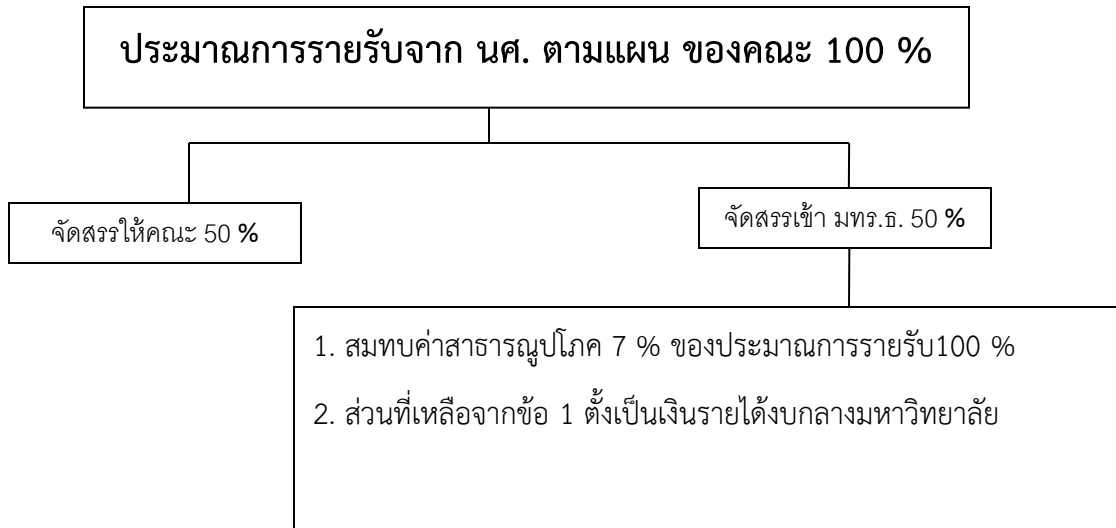 ประมาณการรายรับจาก นศ. ตามแผน ของคณะ 100 %
จัดสรรให้คณะ 50 %
จัดสรรเข้า มทร.ธ. 50 %
1. สมทบค่าสาธารณูปโภค 7 % ของประมาณการรายรับ100 %
2. ส่วนที่เหลือจากข้อ 1 ตั้งเป็นเงินรายได้งบกลางมหาวิทยาลัย